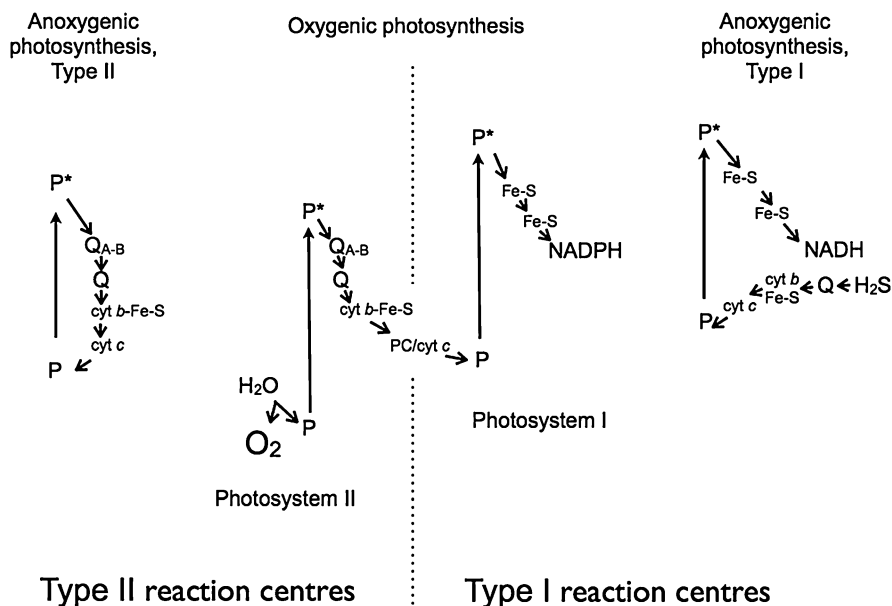 Anoxygenic
photosynthesis,
Type II
Oxygenic photosynthesis
Anoxygenic
photosynthesis,
Type I
P*
QA-B
Q
cyt b-Fe-S
cyt c
P
P*
QA-B
Q
cyt b-Fe-S
PC/cyt c
H2O
O2
P
Photosystem II
P*
Fe-S
Fe-S
NADPH
P
Photosystem I
P*
Fe-S
Fe-S
NADH
cyt b
Fe-S
Q
H2S
cyt c
P
Type II reaction centres
Type I reaction centres